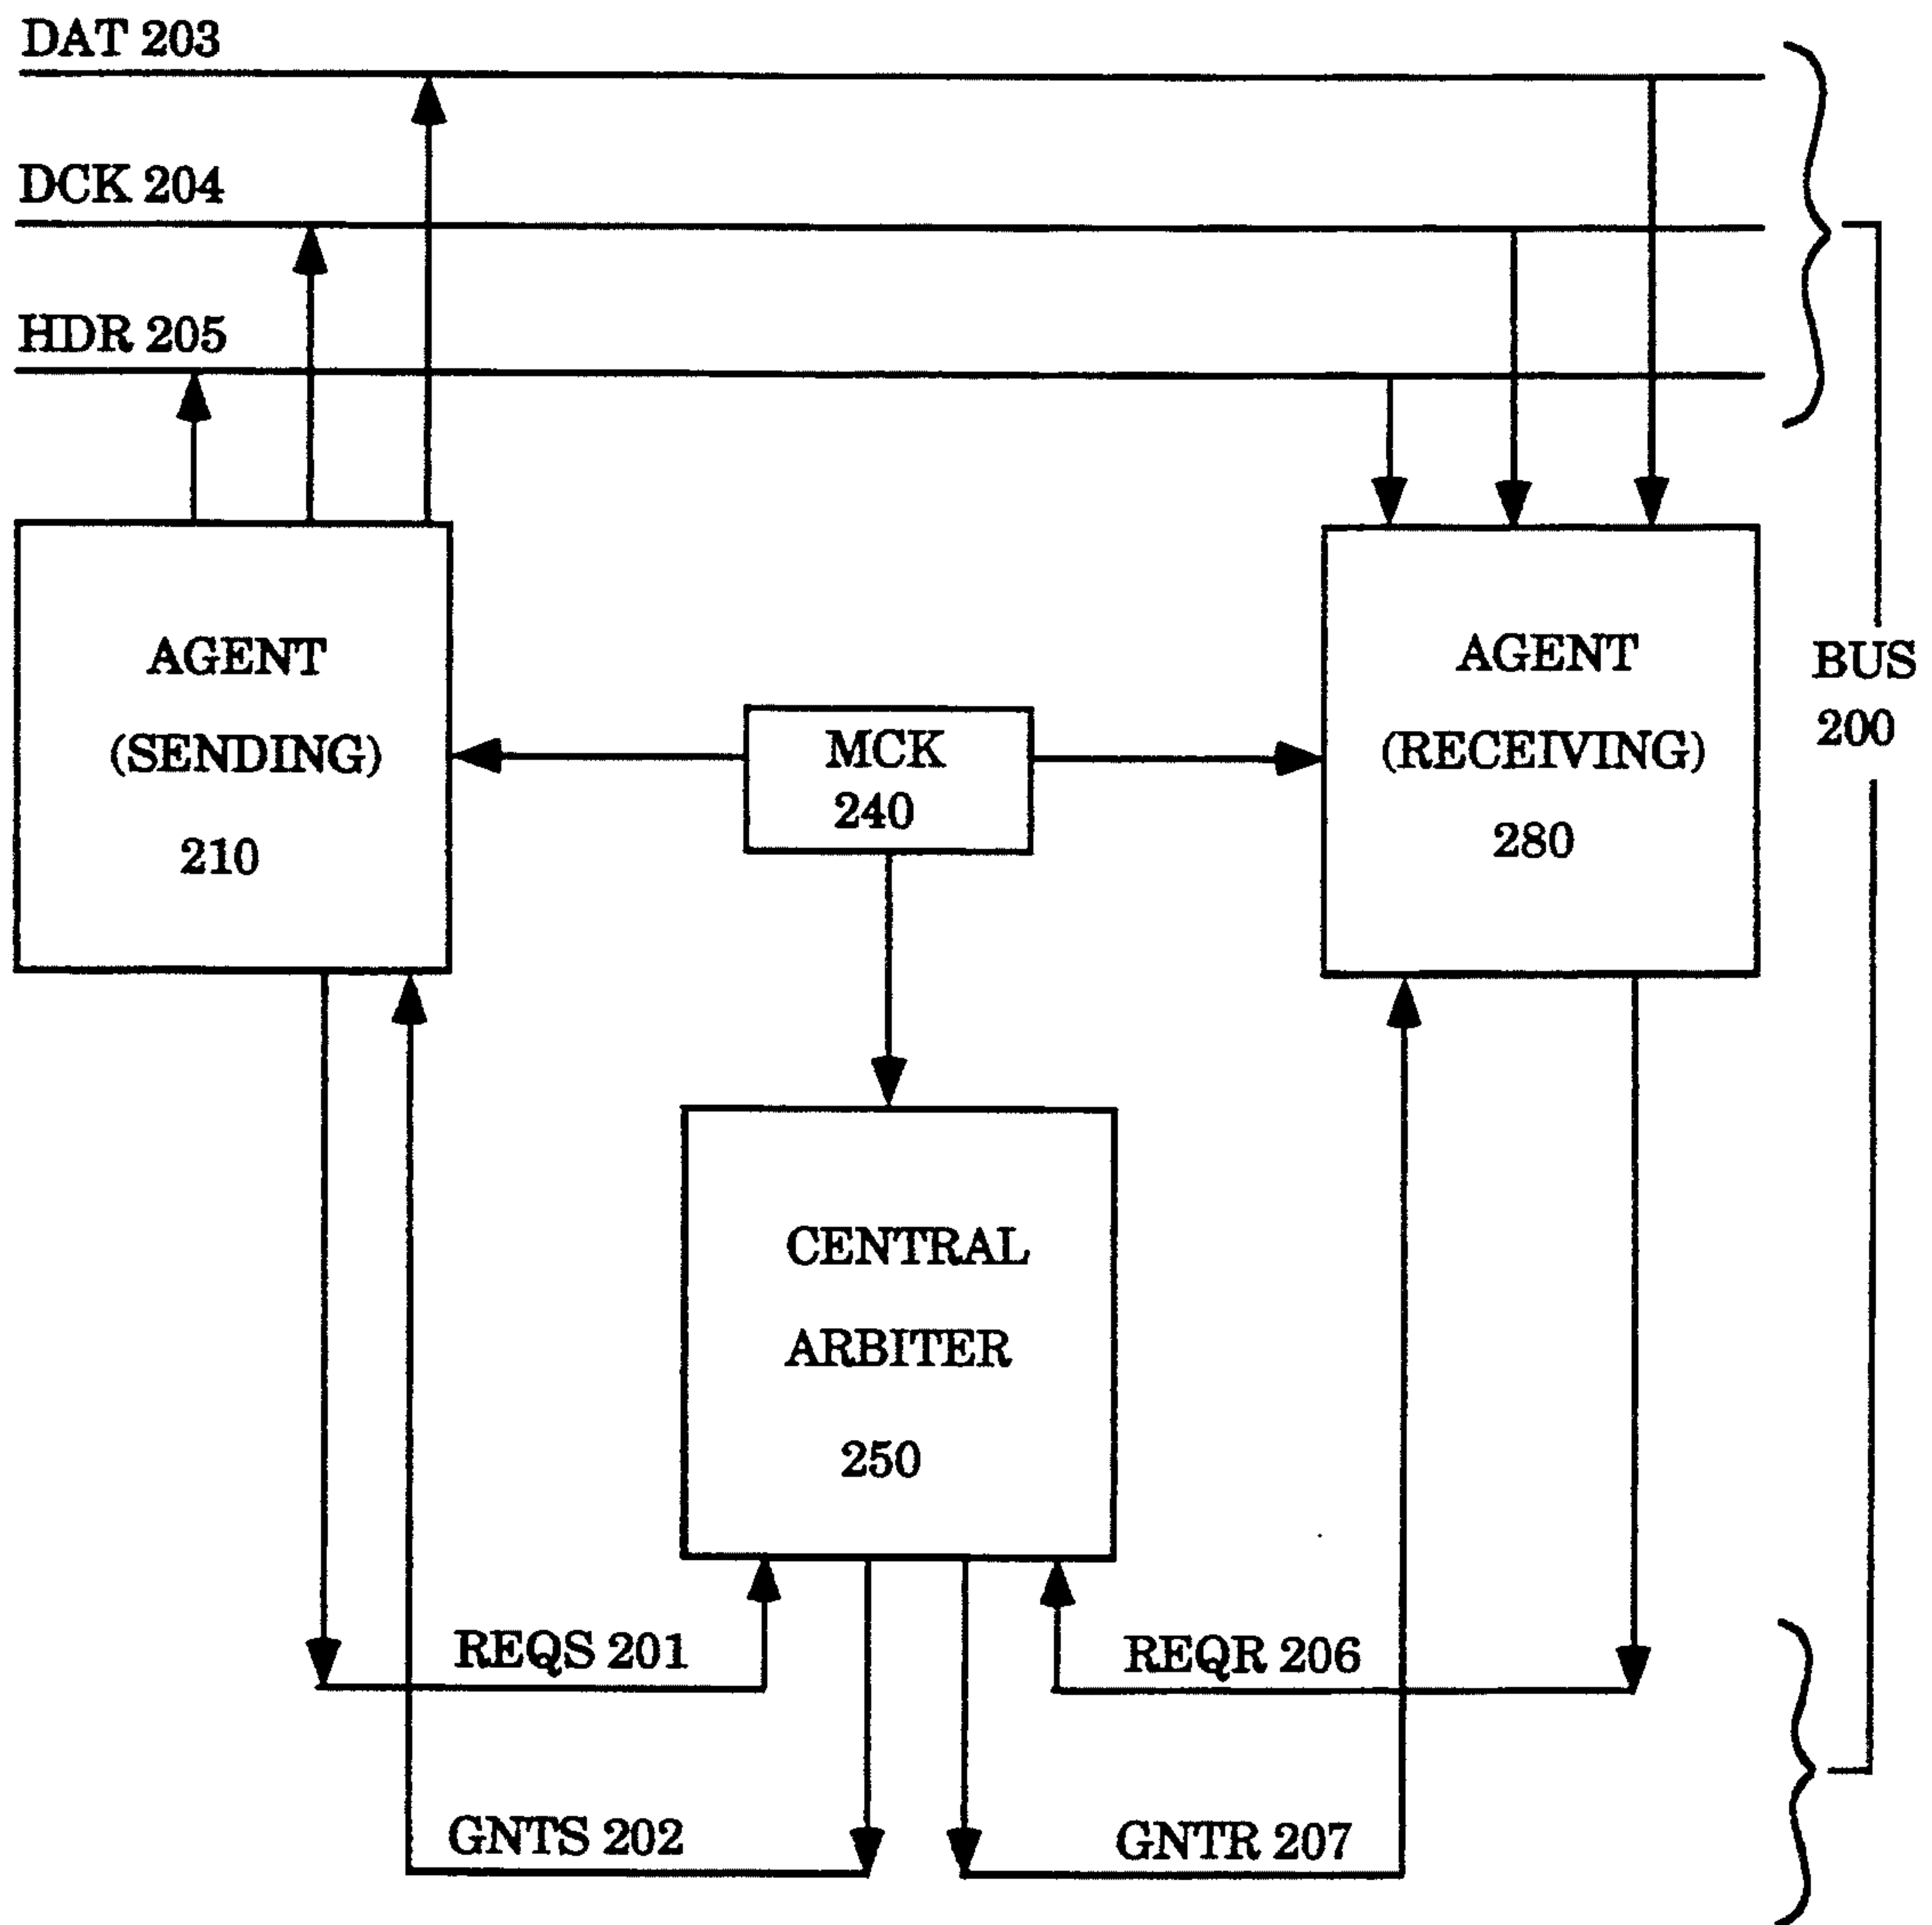 DAT 203
DCK 204
HDR 205
AGENT
(SENDING)
210
MCK
240
AGENT
(RECEIVING)
280
BUS
200
CENTRAL
ARBITER
250
REQS 201
REQR 206
GNTS 202
GNTR 207